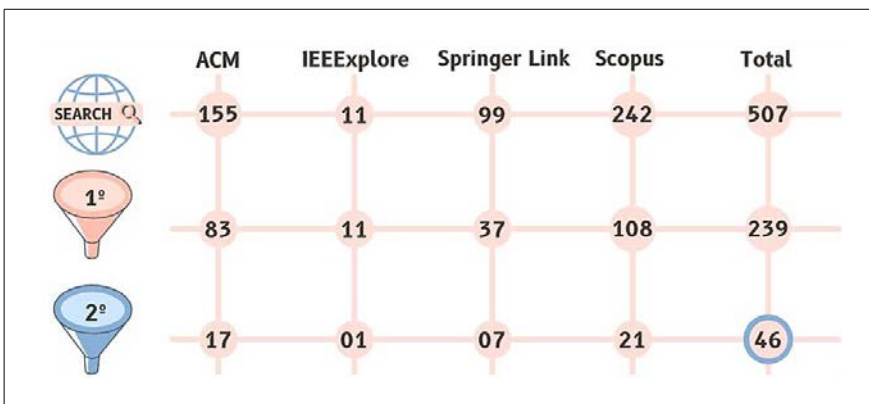 ACM IEEExplore Springer Link Scopus Total
SEARCH 155 11 99 242 507
1º 83 11 37 108 239
2º 17 01 07 21 46